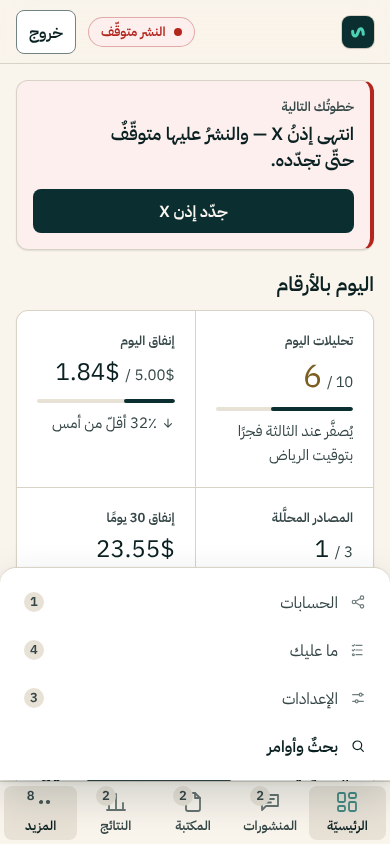 النشر متوقّف
خروج
خطوتُك التالية
انتهى إذنُ X — والنشرُ عليها متوقّفٌ
حتّى تجدّده.
جدّد إذن X
اليوم بالأرقام
تحليلات اليوم
6 / 10
يُصفَّر عند الثالثة فجرًا
بتوقيت الرياض
إنفاق اليوم
1.84$ / 5.00$
↓ 32٪ أقلّ من أمس
المصادر المحلَّلة
1 / 3
إنفاق 30 يومًا
23.55$
الحسابات 1
ما عليك 4
الإعدادات 3
بحثٌ وأوامر
الرئيسيّة
المنشورات 2
المكتبة 2
النتائج 2
المزيد 8